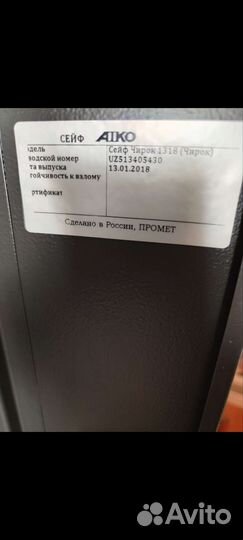 СЕЙФ AIKO
одель Сейф Чирок 1318 (Чирок)
водской номер UZ513405430
та выпуска 13.01.2018
тойчивость к взлому
ртификат
Сделано в России, ПРОМЕТ
Avito